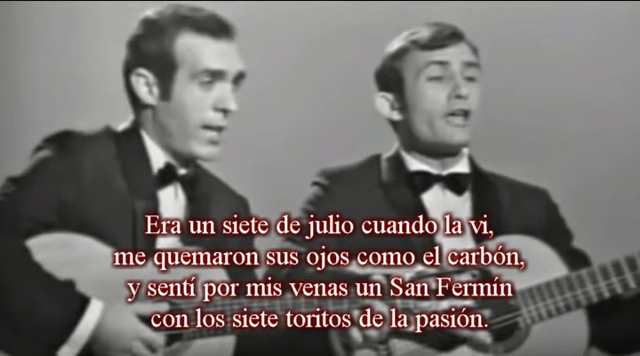 Era un siete de julio cuando la vi,
me quemaron sus ojos como el carbón,
y sentí por mis venas un San Fermín
con los siete toritos de la pasión.